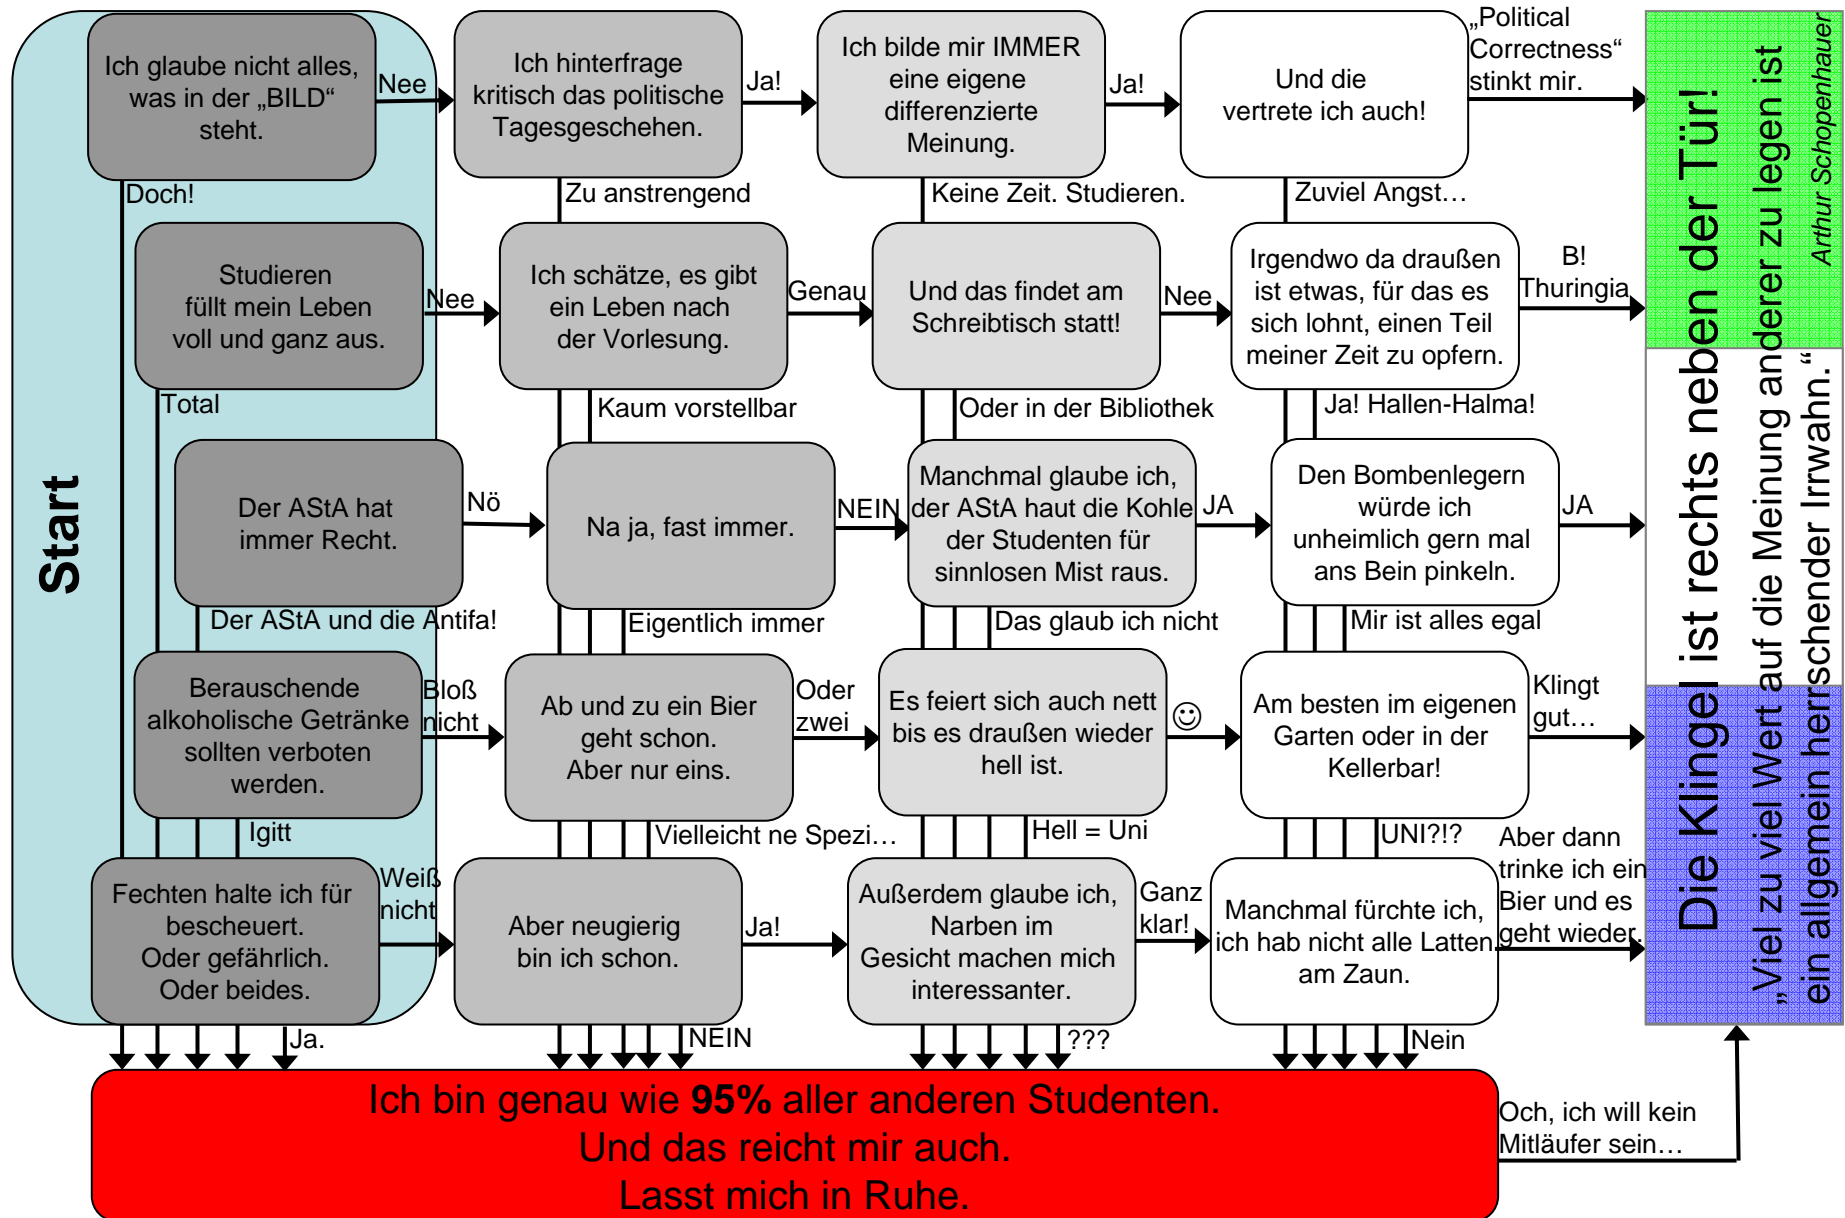 Start
Ich glaube nicht alles,
was in der „BILD“
steht.
Nee
Doch!
Ich hinterfrage
kritisch das politische
Tagesgeschehen.
Ja!
Zu anstrengend
Ich bilde mir IMMER
eine eigene
differenzierte
Meinung.
Ja!
Keine Zeit. Studieren.
Und die
vertrete ich auch!
„Political
Correctness“
stinkt mir.
Zuviel Angst…
Studieren
füllt mein Leben
voll und ganz aus.
Nee
Total
Ich schätze, es gibt
ein Leben nach
der Vorlesung.
Genau
Kaum vorstellbar
Und das findet am
Schreibtisch statt!
Nee
Oder in der Bibliothek
Irgendwo da draußen
ist etwas, für das es
sich lohnt, einen Teil
meiner Zeit zu opfern.
B!
Thuringia
Ja! Hallen-Halma!
Der AStA hat
immer Recht.
Nö
Der AStA und die Antifa!
Na ja, fast immer.
NEIN
Eigentlich immer
Manchmal glaube ich,
der AStA haut die Kohle
der Studenten für
sinnlosen Mist raus.
JA
Das glaub ich nicht
Den Bombenlegern
würde ich
unheimlich gern mal
ans Bein pinkeln.
JA
Mir ist alles egal
Berauschende
alkoholische Getränke
sollten verboten
werden.
Bloß
nicht
Igitt
Ab und zu ein Bier
geht schon.
Aber nur eins.
Oder
zwei
Vielleicht ne Spezi…
Es feiert sich auch nett
bis es draußen wieder
hell ist.
☺
Hell = Uni
Am besten im eigenen
Garten oder in der
Kellerbar!
Klingt
gut…
UNI?!?
Fechten halte ich für
bescheuert.
Oder gefährlich.
Oder beides.
Weiß
nicht
Ja.
Aber neugierig
bin ich schon.
Ja!
NEIN
Außerdem glaube ich,
Narben im
Gesicht machen mich
interessanter.
Ganz
klar!
???
Manchmal fürchte ich,
ich hab nicht alle Latten
am Zaun.
Aber dann
trinke ich ein
Bier und es
geht wieder.
Nein
Ich bin genau wie 95% aller anderen Studenten.
Und das reicht mir auch.
Lasst mich in Ruhe.
Och, ich will kein
Mitläufer sein…
Die Klingel ist rechts neben der Tür!
„Viel zu viel Wert auf die Meinung anderer zu legen ist
ein allgemein herrschender Irrwahn.“
Arthur Schopenhauer